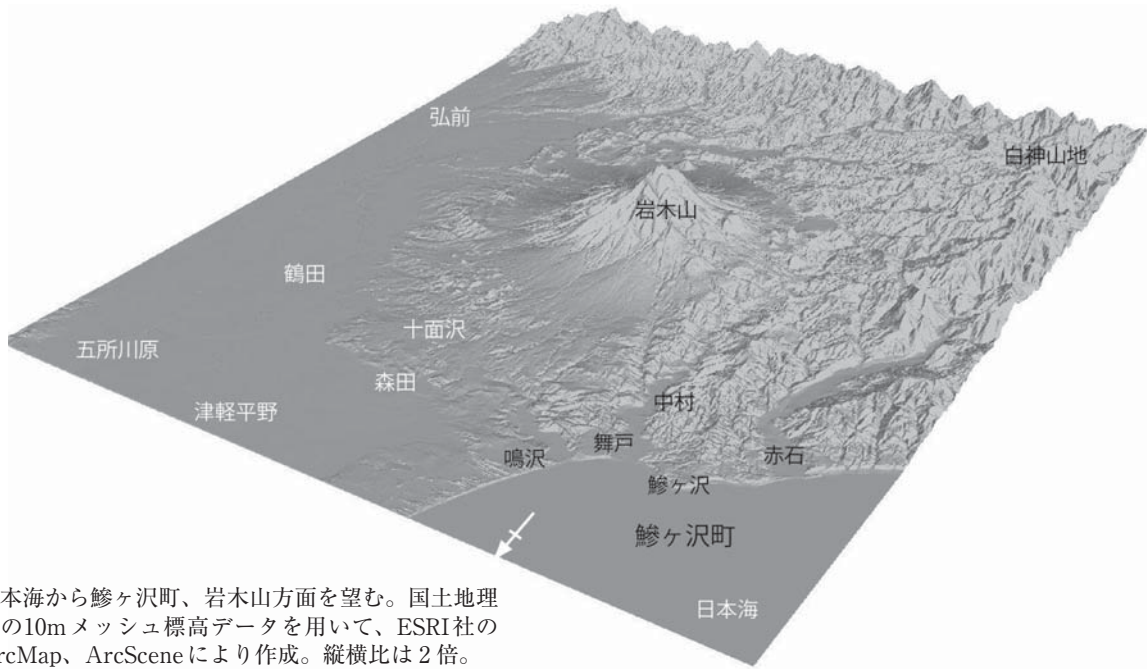 弘前
白神山地
岩木山
鶴田
十面沢
五所川原
森田
津軽平野
中村
舞戸
鳴沢
赤石
鰺ヶ沢
鰺ヶ沢町
日本海
本海から鰺ヶ沢町、岩木山方面を望む。国土地理
の10mメッシュ標高データを用いて、ESRI社の
rcMap、ArcSceneにより作成。縦横比は2倍。